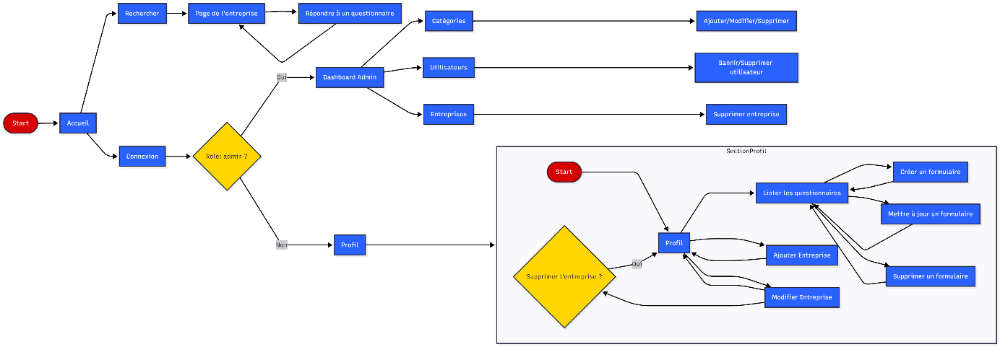 Rechercher
Page de l'entreprise
Répondre à un questionnaire
Catégories
Ajouter/Modifier/Supprimer
Utilisateurs
Bannir/Supprimer
utilisateur
Oui
Dashboard Admin
Entreprises
Supprimer entreprise
Start
Accueil
Connexion
Role: admin ?
Non
Profil
SectionProfil
Start
Créer un formulaire
Lister les questionnaires
Mettre à jour un formulaire
Profil
Ajouter Entreprise
Oui
Supprimer l'entreprise ?
Supprimer un formulaire
Modifier Entreprise